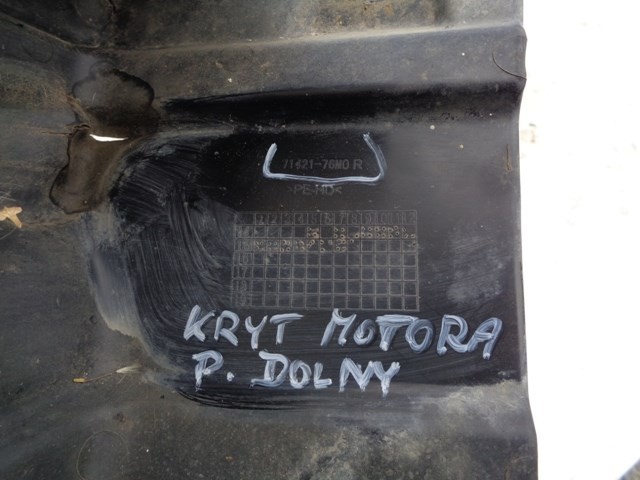 71421-76M0 R
>PE-HD<
KRYT MOTORA
P. DOLNY